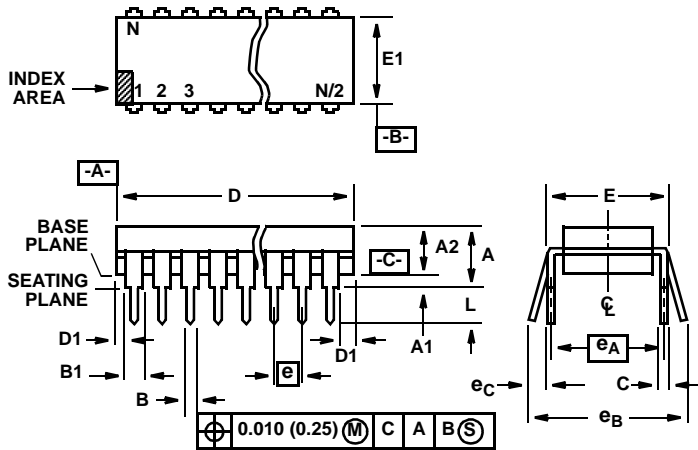 N
E1
INDEX
AREA
1 2 3 N/2
-B-
-A-
D
E
BASE
PLANE
A2
A
-C-
SEATING
PLANE
L
CL
D1
A1
D1
eA
B1
e
eC
C
B
eB
0.010 (0.25) M C A B S